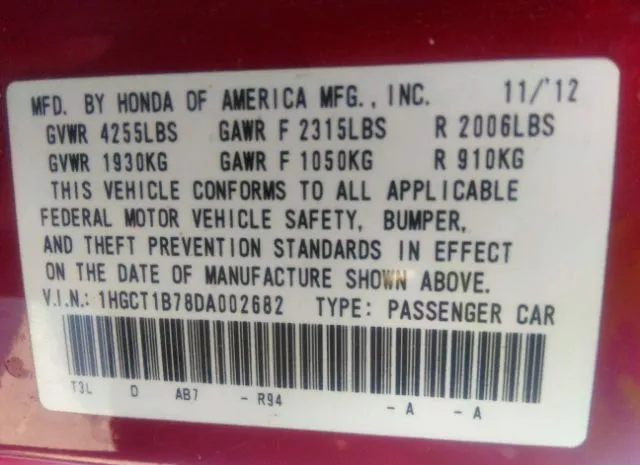 MFD. BY HONDA OF AMERICA MFG., INC. 11/'12
GVWR 4255LBS GAWR F 2315LBS R 2006LBS
GVWR 1930KG GAWR F 1050KG R 910KG
THIS VEHICLE CONFORMS TO ALL APPLICABLE
FEDERAL MOTOR VEHICLE SAFETY, BUMPER,
AND THEFT PREVENTION STANDARDS IN EFFECT
ON THE DATE OF MANUFACTURE SHOWN ABOVE.
V.I.N.: 1HGCT1B78DA002682 TYPE: PASSENGER CAR
T3L D AB7 - R94 - A - A